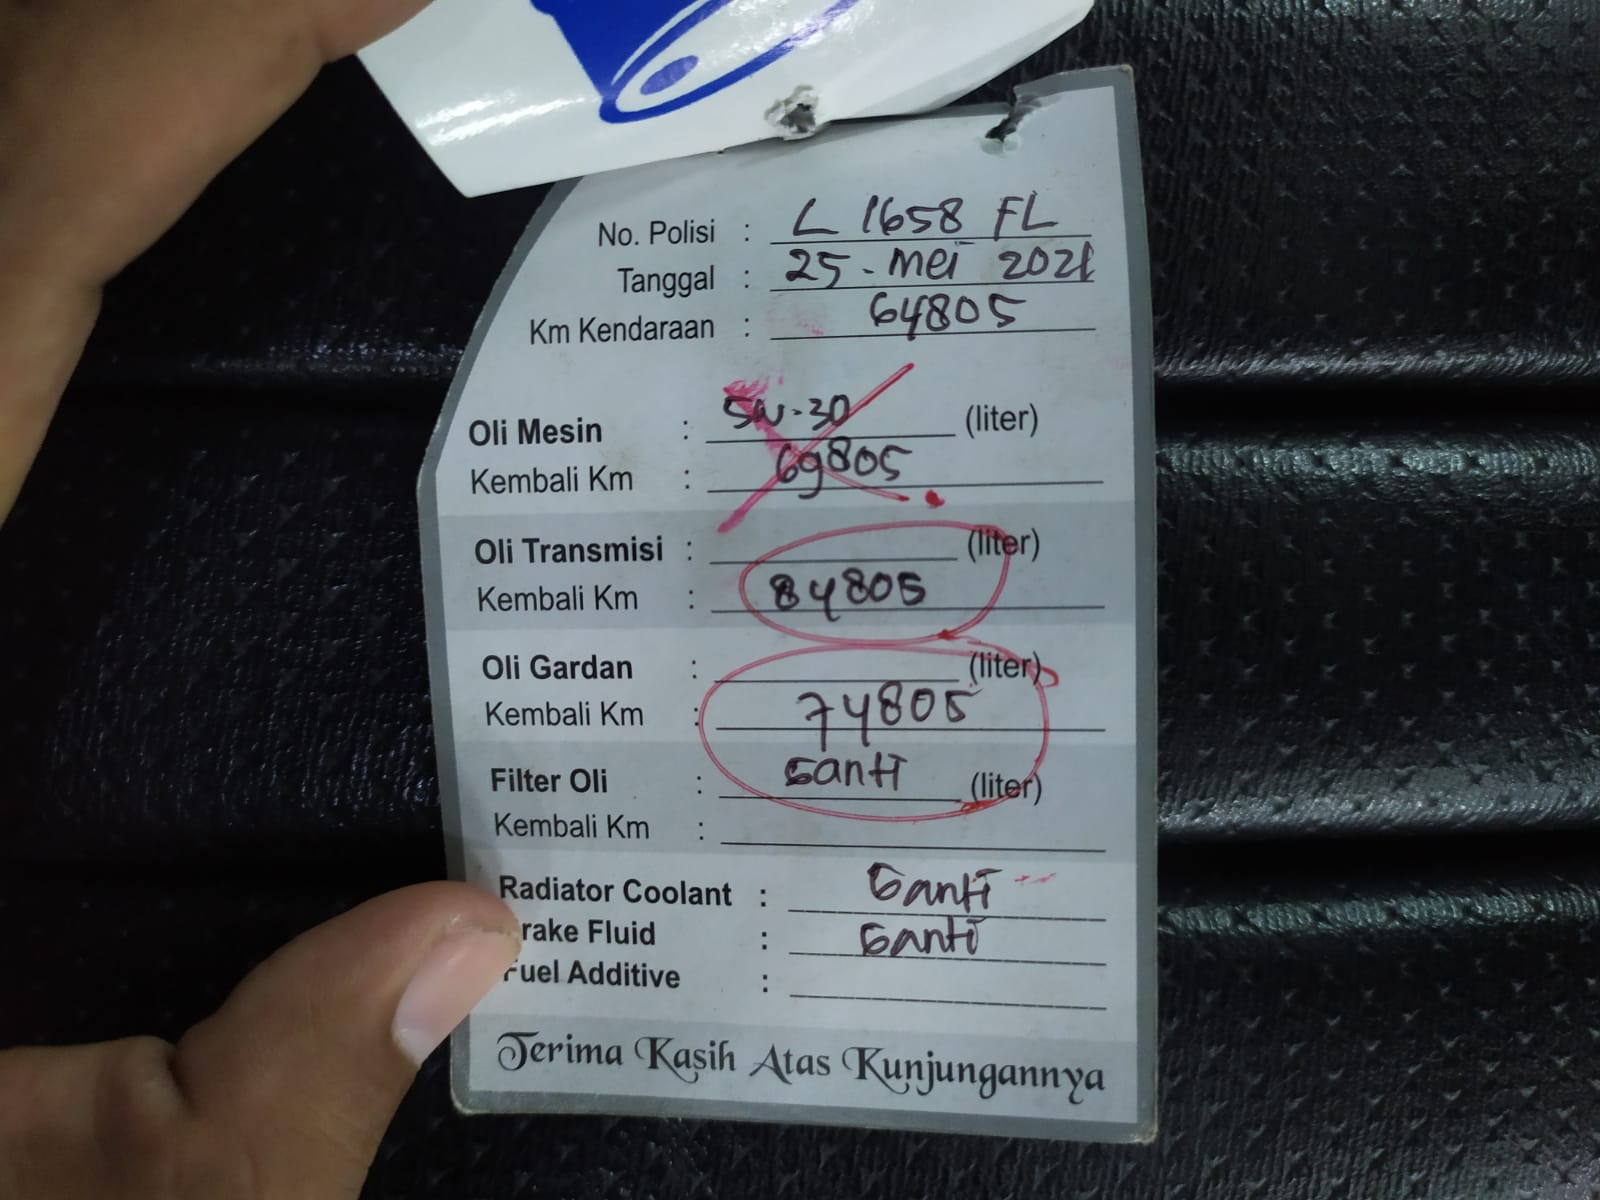 No. Polisi : L 1658 FL
Tanggal : 25 - Mei 2021
Km Kendaraan : 64805
Oli Mesin : 5W-30 (liter)
Kembali Km : 69805
Oli Transmisi : (liter)
Kembali Km : 84805
Oli Gardan : (liter)
Kembali Km : 74805
Filter Oli : Ganti (liter)
Kembali Km :
Radiator Coolant : Ganti
rake Fluid : Ganti
Fuel Additive :
Terima Kasih Atas Kunjungannya